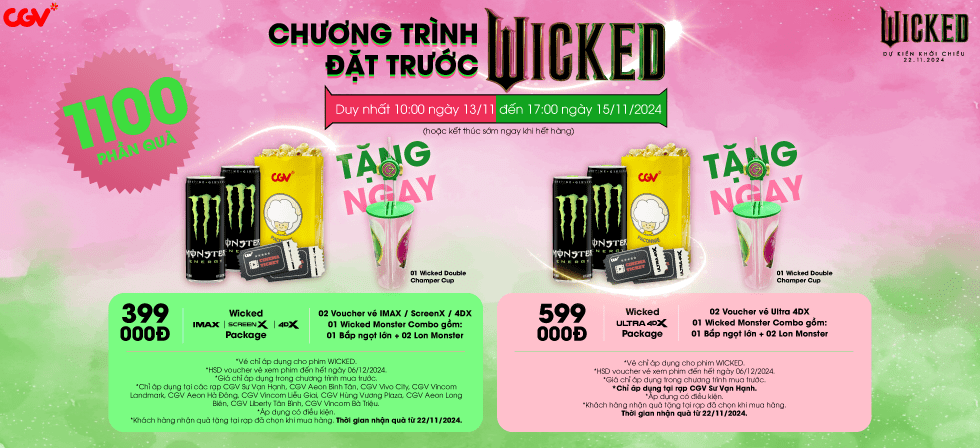 CGV
CHƯƠNG TRÌNH
ĐẶT TRƯỚC
WICKED
WICKED
DỰ KIẾN KHỞI CHIẾU
22.11.2024
Duy nhất 10:00 ngày 13/11 đến 17:00 ngày 15/11/2024
(hoặc kết thúc sớm ngay khi hết hàng)
1100
PHẦN QUÀ
TẶNG
NGAY
CGV
MONSTER
ENERGY
CINEMA
TICKET
01 Wicked Double
Champer Cup
TẶNG
NGAY
CGV
MONSTER
ENERGY
CINEMA
TICKET
01 Wicked Double
Champer Cup
399
000Đ
Wicked
IMAX | SCREENX | 4DX
Package
02 Voucher vé IMAX / ScreenX / 4DX
01 Wicked Monster Combo gồm:
01 Bắp ngọt lớn + 02 Lon Monster
*Vé chỉ áp dụng cho phim WICKED.
*HSD voucher vé xem phim đến hết ngày 06/12/2024.
*Giá chỉ áp dụng trong chương trình mua trước.
*Chỉ áp dụng tại các rạp CGV Sư Vạn Hạnh, CGV Aeon Bình Tân, CGV Vivo City, CGV Vincom
Landmark, CGV Aeon Hà Đông, CGV Vincom Liễu Giai, CGV Hùng Vương Plaza, CGV Aeon Long
Biên, CGV Liberty Tân Bình, CGV Vincom Bà Triệu.
*Áp dụng có điều kiện.
*Khách hàng nhận quà tặng tại rạp đã chọn khi mua hàng. Thời gian nhận quà từ 22/11/2024.
599
000Đ
Wicked
ULTRA 4DX
Package
02 Voucher vé Ultra 4DX
01 Wicked Monster Combo gồm:
01 Bắp ngọt lớn + 02 Lon Monster
*Vé chỉ áp dụng cho phim WICKED.
*HSD voucher vé xem phim đến hết ngày 06/12/2024.
*Giá chỉ áp dụng trong chương trình mua trước.
*Chỉ áp dụng tại rạp CGV Sư Vạn Hạnh.
*Áp dụng có điều kiện.
*Khách hàng nhận quà tặng tại rạp đã chọn khi mua hàng.
Thời gian nhận quà từ 22/11/2024.